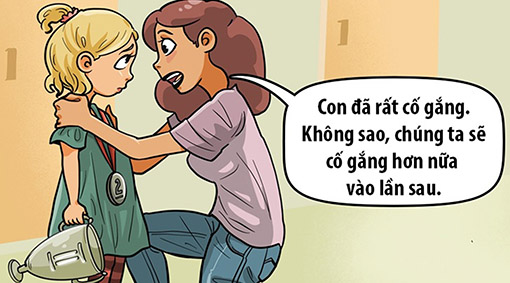 Con đã rất cố gắng.
Không sao, chúng ta sẽ
cố gắng hơn nữa
vào lần sau.
2